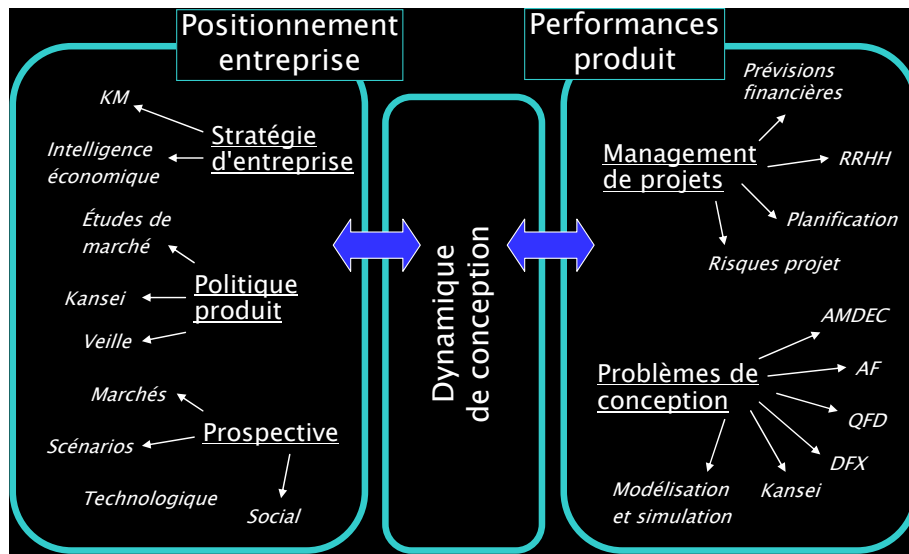 Positionnement
entreprise
KM
Stratégie
d'entreprise
Intelligence
économique
Études de
marché
Kansei
Politique
produit
Veille
Marchés
Scénarios
Prospective
Technologique
Social
Dynamique
de conception
Performances
produit
Prévisions
financières
Management
de projets
RRHH
Planification
Risques projet
AMDEC
Problèmes de
conception
AF
QFD
DFX
Kansei
Modélisation
et simulation